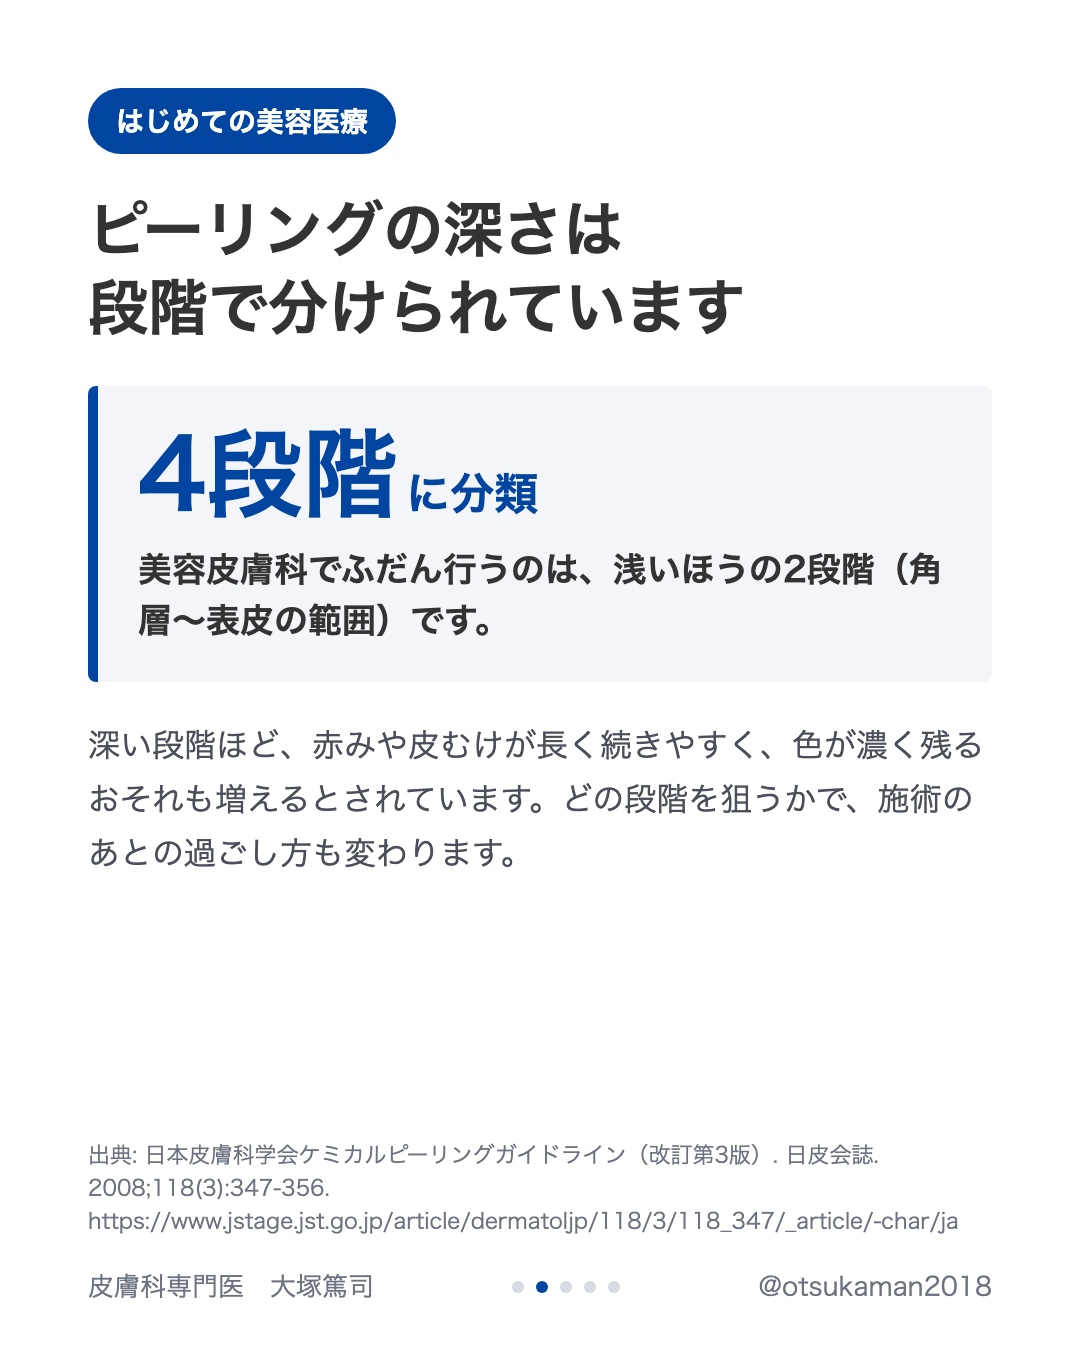 はじめての美容医療
ピーリングの深さは
段階で分けられています
4段階に分類
美容皮膚科でふだん行うのは、浅いほうの2段階（角
層〜表皮の範囲）です。
深い段階ほど、赤みや皮むけが長く続きやすく、色が濃く残る
おそれも増えるとされています。どの段階を狙うかで、施術の
あとの過ごし方も変わります。
出典: 日本皮膚科学会ケミカルピーリングガイドライン（改訂第3版）. 日皮会誌.
2008;118(3):347-356.
https://www.jstage.jst.go.jp/article/dermatoljp/118/3/118_347/_article/-char/ja
皮膚科専門医　大塚篤司
@otsukaman2018